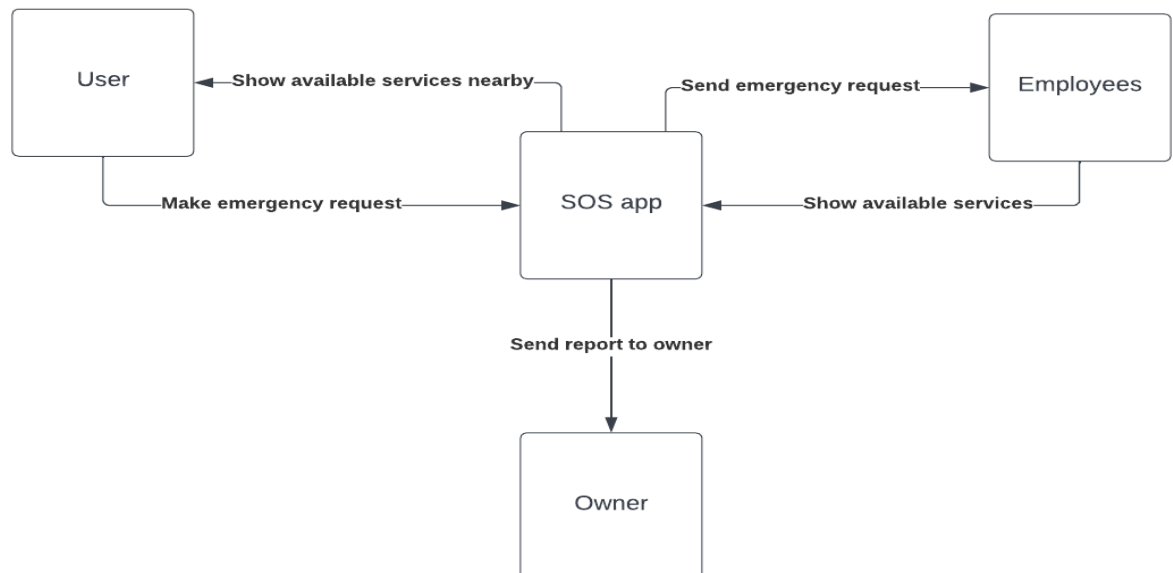 User
Show available services nearby
Send emergency request
Employees
Make emergency request
SOS app
Show available services
Send report to owner
Owner